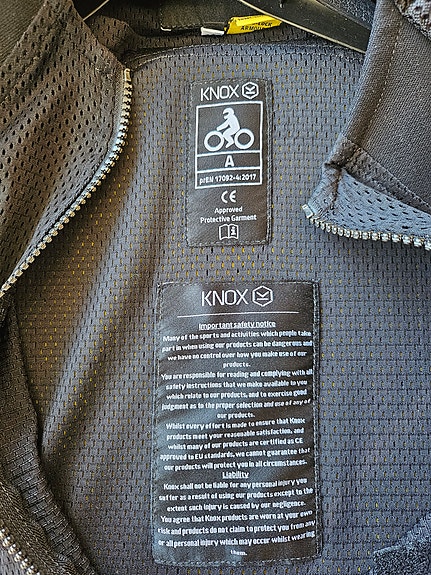 KNOX
A
prEN 17092-4:2017
CE
Approved
Protective Garment
i
KNOX
Important safety notice
Many of the sports and activities which people take
part in when using our products can be dangerous and
we have no control over how you make use of our
products.
You are responsible for reading and complying with all
safety instructions that we make available to you
which relate to our products, and to exercise good
judgment as to the proper selection and use of any of
our products.
Whilst every effort is made to ensure that Knox
products meet your reasonable satisfaction, and
whilst many of our products are certified as CE
approved to EU standards, we cannot guarantee that
our products will protect you in all circumstances.
Liability
Knox shall not be liable for any personal injury you
suffer as a result of using our products except to the
extent such injury is caused by our negligence.
You agree that Knox products are worn at your own
risk and products do not claim to protect you from any
or all personal injury which may occur whilst wearing
them.